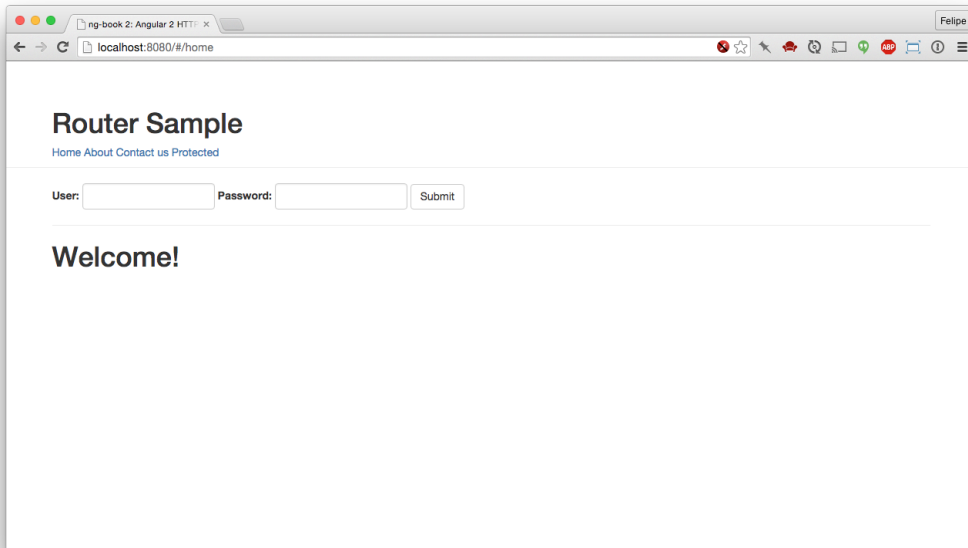 ng-book 2: Angular 2 HTTP
Felipe
localhost:8080/#/home
ABP
Router Sample
Home About Contact us Protected
User: Password: Submit
Welcome!